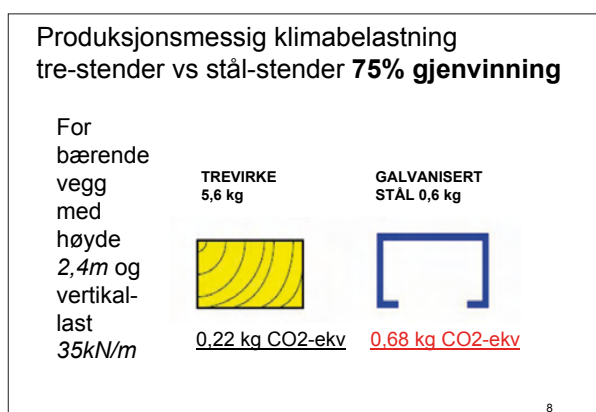 Produksjonsmessig klimabelastning
tre-stender vs stål-stender 75% gjenvinning
For
bærende
vegg
med
høyde
2,4m og
vertikal-
last
35kN/m
TREVIRKE
5,6 kg
0,22 kg CO2-ekv
GALVANISERT
STÅL 0,6 kg
0,68 kg CO2-ekv
8